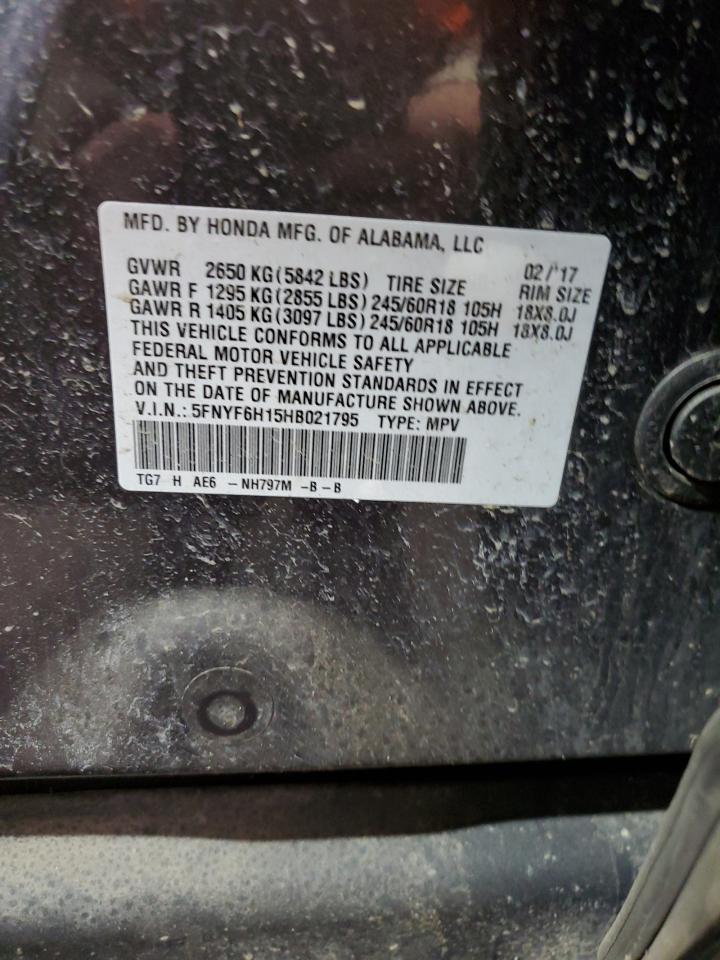 MFD. BY HONDA MFG. OF ALABAMA, LLC
02/'17
GVWR 2650 KG (5842 LBS) TIRE SIZE RIM SIZE
GAWR F 1295 KG (2855 LBS) 245/60R18 105H 18X8.0J
GAWR R 1405 KG (3097 LBS) 245/60R18 105H 18X8.0J
THIS VEHICLE CONFORMS TO ALL APPLICABLE
FEDERAL MOTOR VEHICLE SAFETY
AND THEFT PREVENTION STANDARDS IN EFFECT
ON THE DATE OF MANUFACTURE SHOWN ABOVE.
V.I.N.: 5FNYF6H15HB021795 TYPE: MPV
TG7 H AE6 -NH797M -B-B